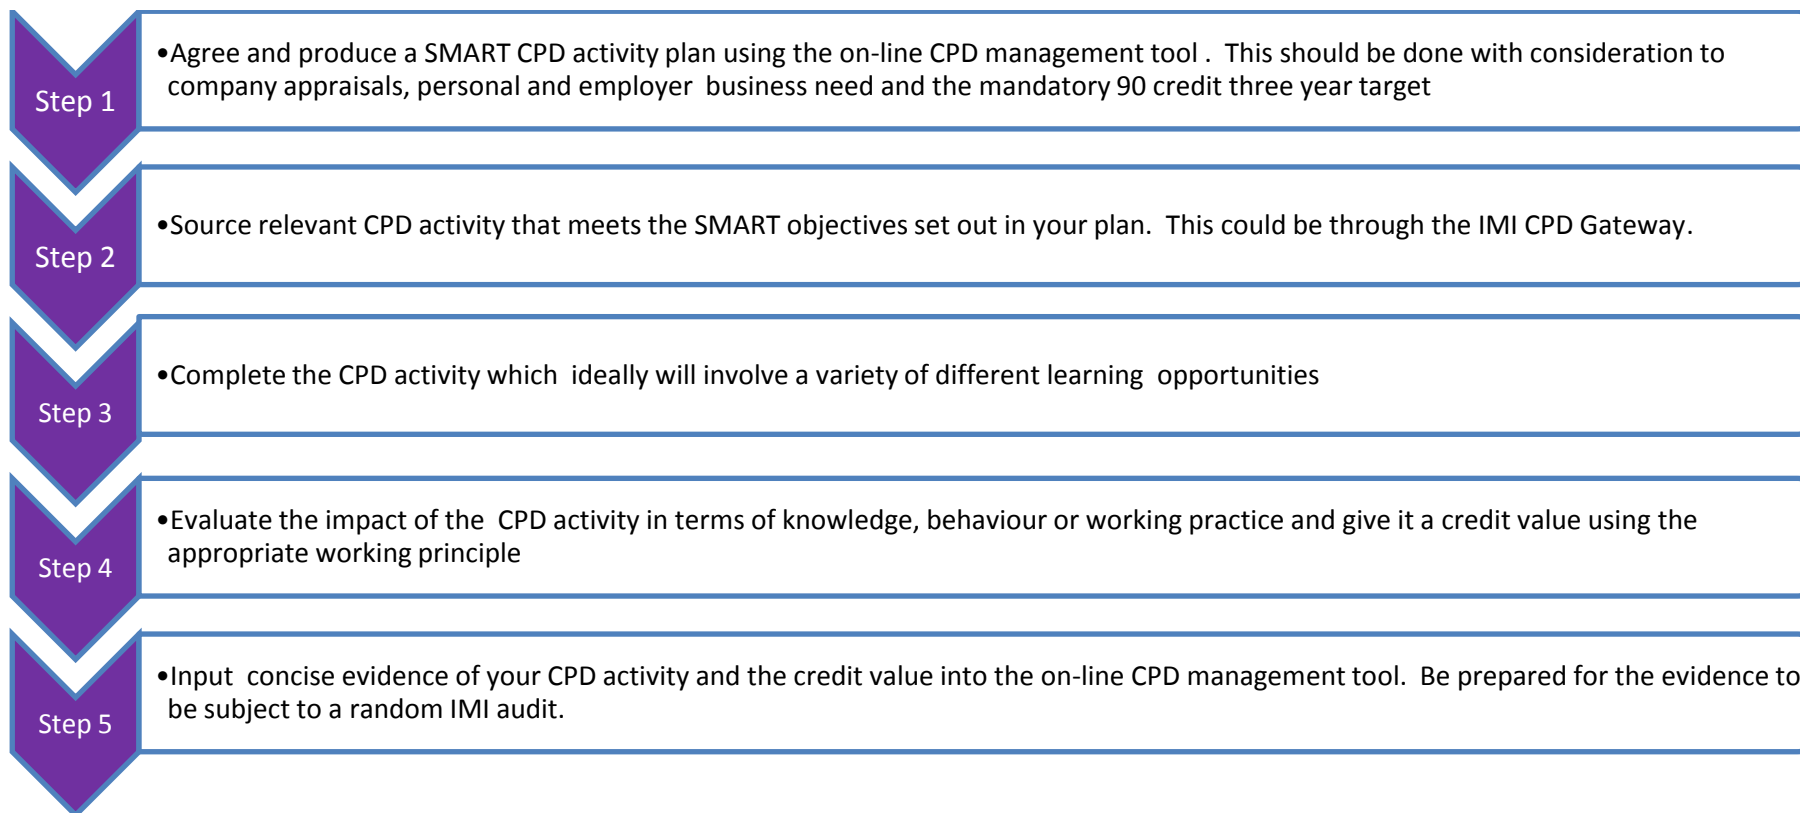 Step 1
•Agree and produce a SMART CPD activity plan using the on-line CPD management tool . This should be done with consideration to
company appraisals, personal and employer business need and the mandatory 90 credit three year target
Step 2
•Source relevant CPD activity that meets the SMART objectives set out in your plan. This could be through the IMI CPD Gateway.
Step 3
•Complete the CPD activity which ideally will involve a variety of different learning opportunities
Step 4
•Evaluate the impact of the CPD activity in terms of knowledge, behaviour or working practice and give it a credit value using the
appropriate working principle
Step 5
•Input concise evidence of your CPD activity and the credit value into the on-line CPD management tool. Be prepared for the evidence to
be subject to a random IMI audit.